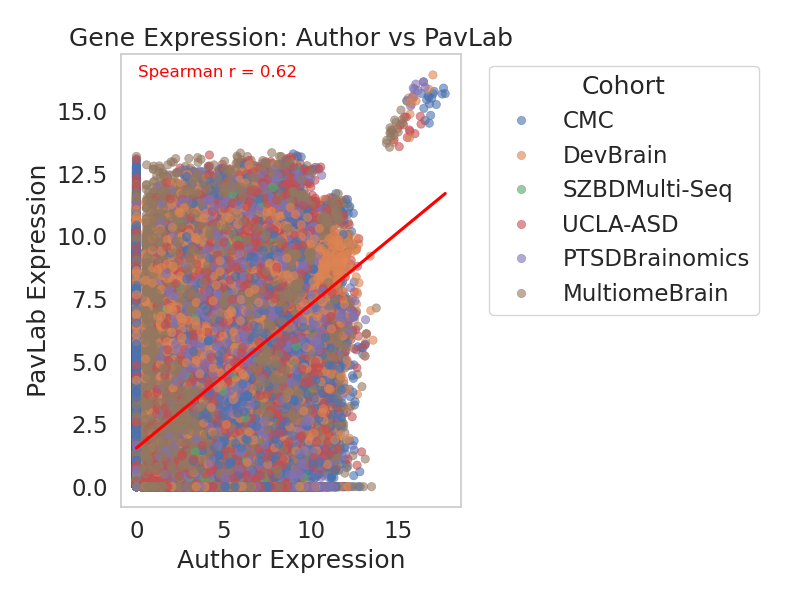 Gene Expression: Author vs PavLab
Spearman r = 0.62
PavLab Expression
15.0
12.5
10.0
7.5
5.0
2.5
0.0
0
5
10
15
Author Expression
Cohort
CMC
DevBrain
SZBDMulti-Seq
UCLA-ASD
PTSDBrainomics
MultiomeBrain